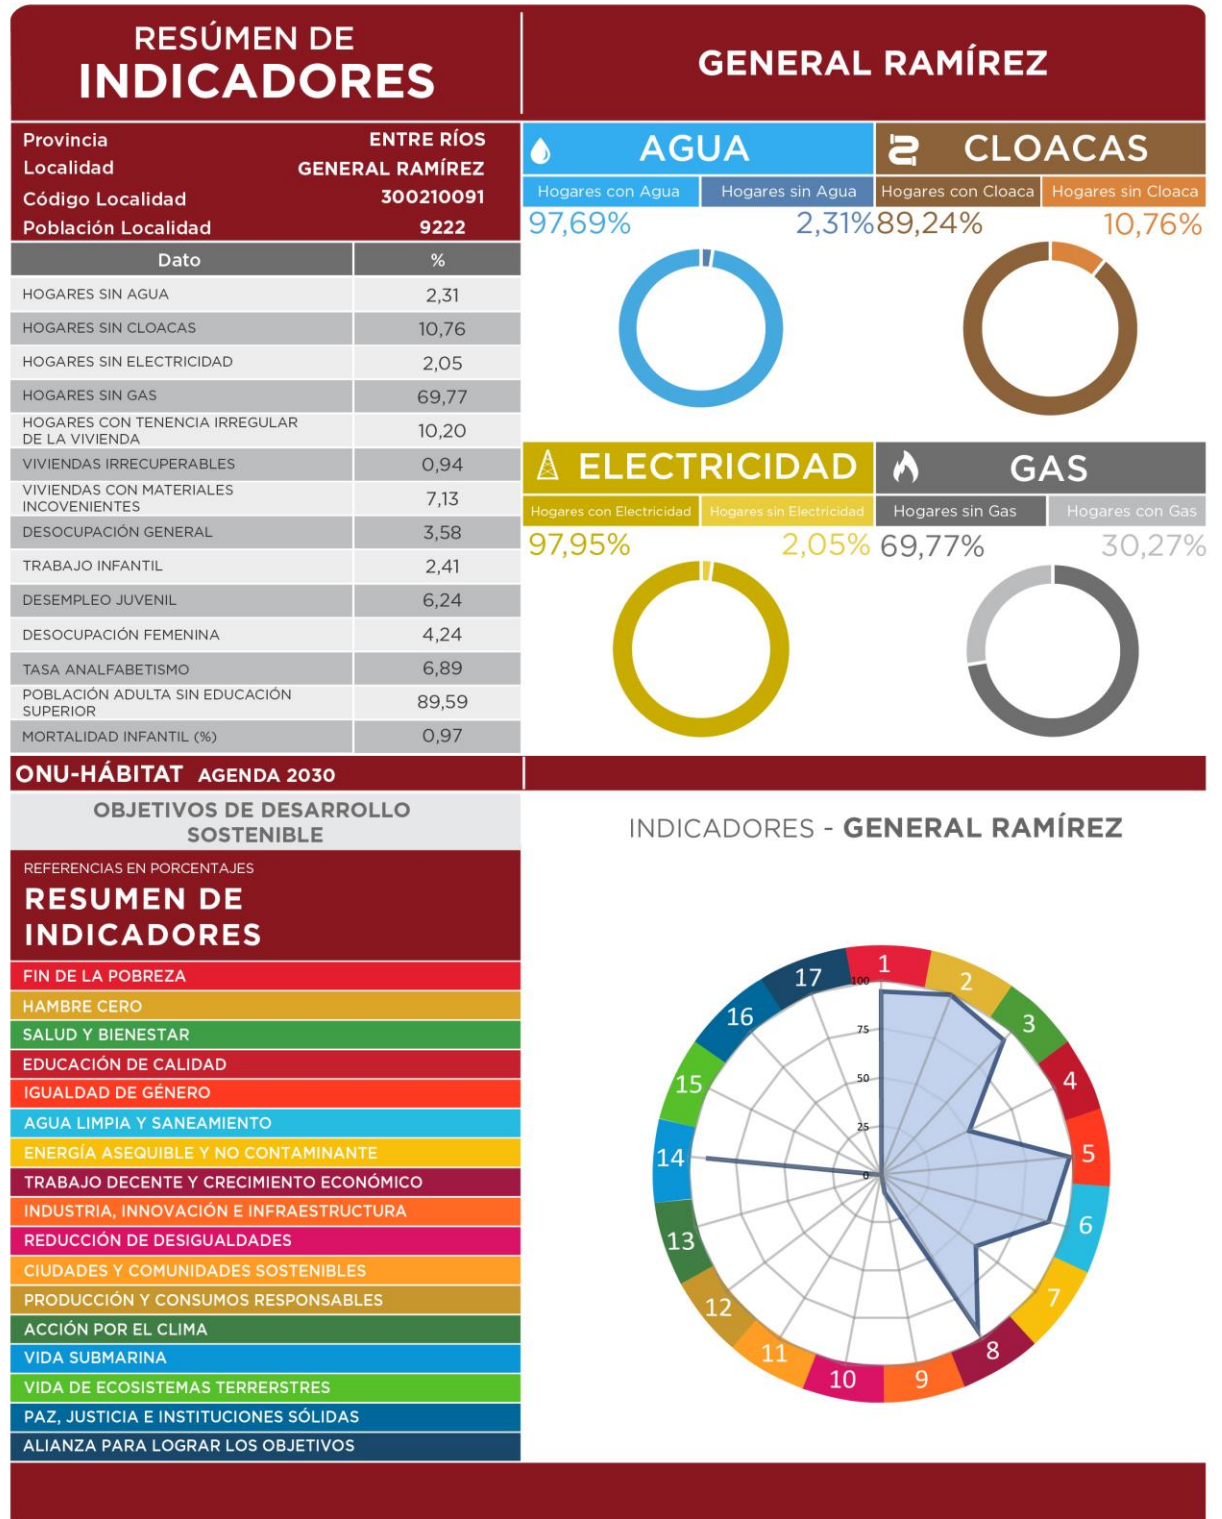 RESÚMEN DE
INDICADORES
GENERAL RAMÍREZ
Provincia ENTRE RÍOS
Localidad GENERAL RAMÍREZ
Código Localidad 300210091
Población Localidad 9222
Dato %
HOGARES SIN AGUA 2,31
HOGARES SIN CLOACAS 10,76
HOGARES SIN ELECTRICIDAD 2,05
HOGARES SIN GAS 69,77
HOGARES CON TENENCIA IRREGULAR
DE LA VIVIENDA 10,20
VIVIENDAS IRRECUPERABLES 0,94
VIVIENDAS CON MATERIALES
INCOVENIENTES 7,13
DESOCUPACIÓN GENERAL 3,58
TRABAJO INFANTIL 2,41
DESEMPLEO JUVENIL 6,24
DESOCUPACIÓN FEMENINA 4,24
TASA ANALFABETISMO 6,89
POBLACIÓN ADULTA SIN EDUCACIÓN
SUPERIOR 89,59
MORTALIDAD INFANTIL (%) 0,97
AGUA
Hogares con Agua Hogares sin Agua
97,69% 2,31%
CLOACAS
Hogares con Cloaca Hogares sin Cloaca
89,24% 10,76%
ELECTRICIDAD
Hogares con Electricidad Hogares sin Electricidad
97,95% 2,05%
GAS
Hogares sin Gas Hogares con Gas
69,77% 30,27%
ONU-HÁBITAT AGENDA 2030
OBJETIVOS DE DESARROLLO
SOSTENIBLE
REFERENCIAS EN PORCENTAJES
RESUMEN DE
INDICADORES
FIN DE LA POBREZA
HAMBRE CERO
SALUD Y BIENESTAR
EDUCACIÓN DE CALIDAD
IGUALDAD DE GÉNERO
AGUA LIMPIA Y SANEAMIENTO
ENERGÍA ASEQUIBLE Y NO CONTAMINANTE
TRABAJO DECENTE Y CRECIMIENTO ECONÓMICO
INDUSTRIA, INNOVACIÓN E INFRAESTRUCTURA
REDUCCIÓN DE DESIGUALDADES
CIUDADES Y COMUNIDADES SOSTENIBLES
PRODUCCIÓN Y CONSUMOS RESPONSABLES
ACCIÓN POR EL CLIMA
VIDA SUBMARINA
VIDA DE ECOSISTEMAS TERRERSTRES
PAZ, JUSTICIA E INSTITUCIONES SÓLIDAS
ALIANZA PARA LOGRAR LOS OBJETIVOS
INDICADORES - GENERAL RAMÍREZ
1
2
3
4
5
6
7
8
9
10
11
12
13
14
15
16
17
100
75
50
25
0